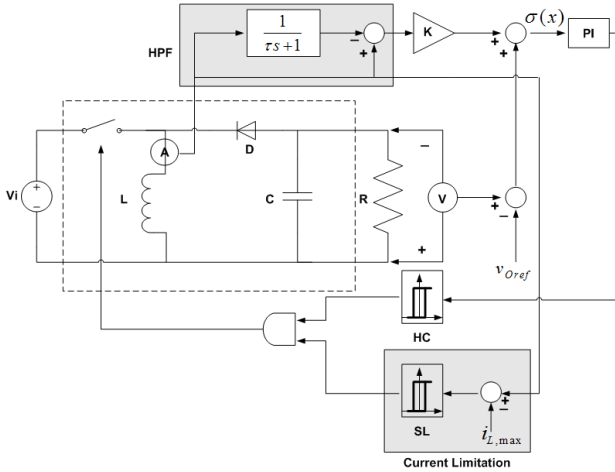 HPF
1
τs+1
−
+
K
+
+
σ(x)
PI
Vi
+
−
A
L
D
C
R
−
+
V
+
−
v_Oref
HC
SL
+
−
i_L,max
Current Limitation